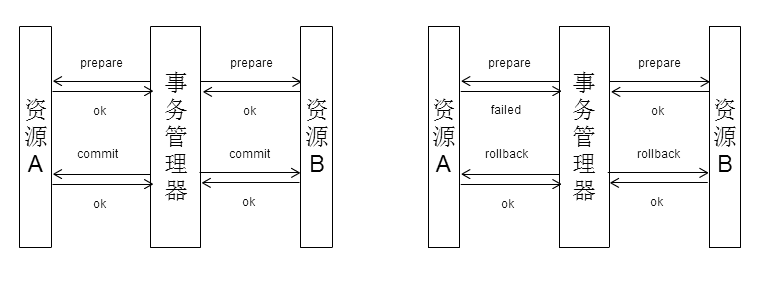 prepare
prepare
ok
ok
commit
commit
ok
ok
资源A
事务管理器
资源B
prepare
prepare
failed
ok
rollback
rollback
ok
ok
资源A
事务管理器
资源B